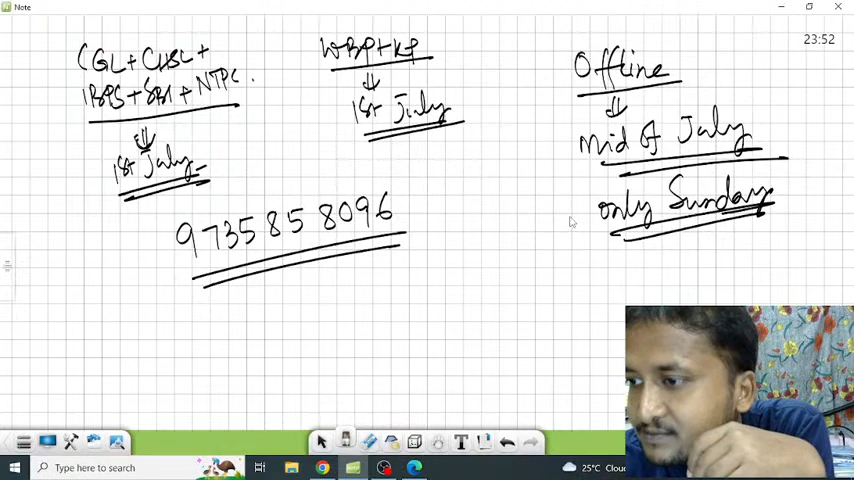 Note
23:52
CGL + CHSL +
IBPS + SBI + NTPC
↓
1st July
WBP + KP
↓
1st July
Offline
↓
Mid of July
only Sunday
9735858096
Type here to search
25°C Cloud